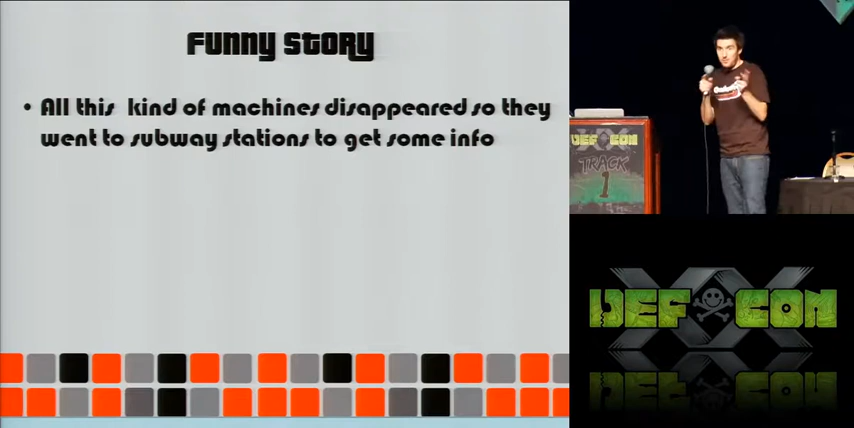 Funny Story
• All this kind of machines disappeared so they
went to subway stations to get some info
DEF CON
TRACK
1
XX
DEF CON